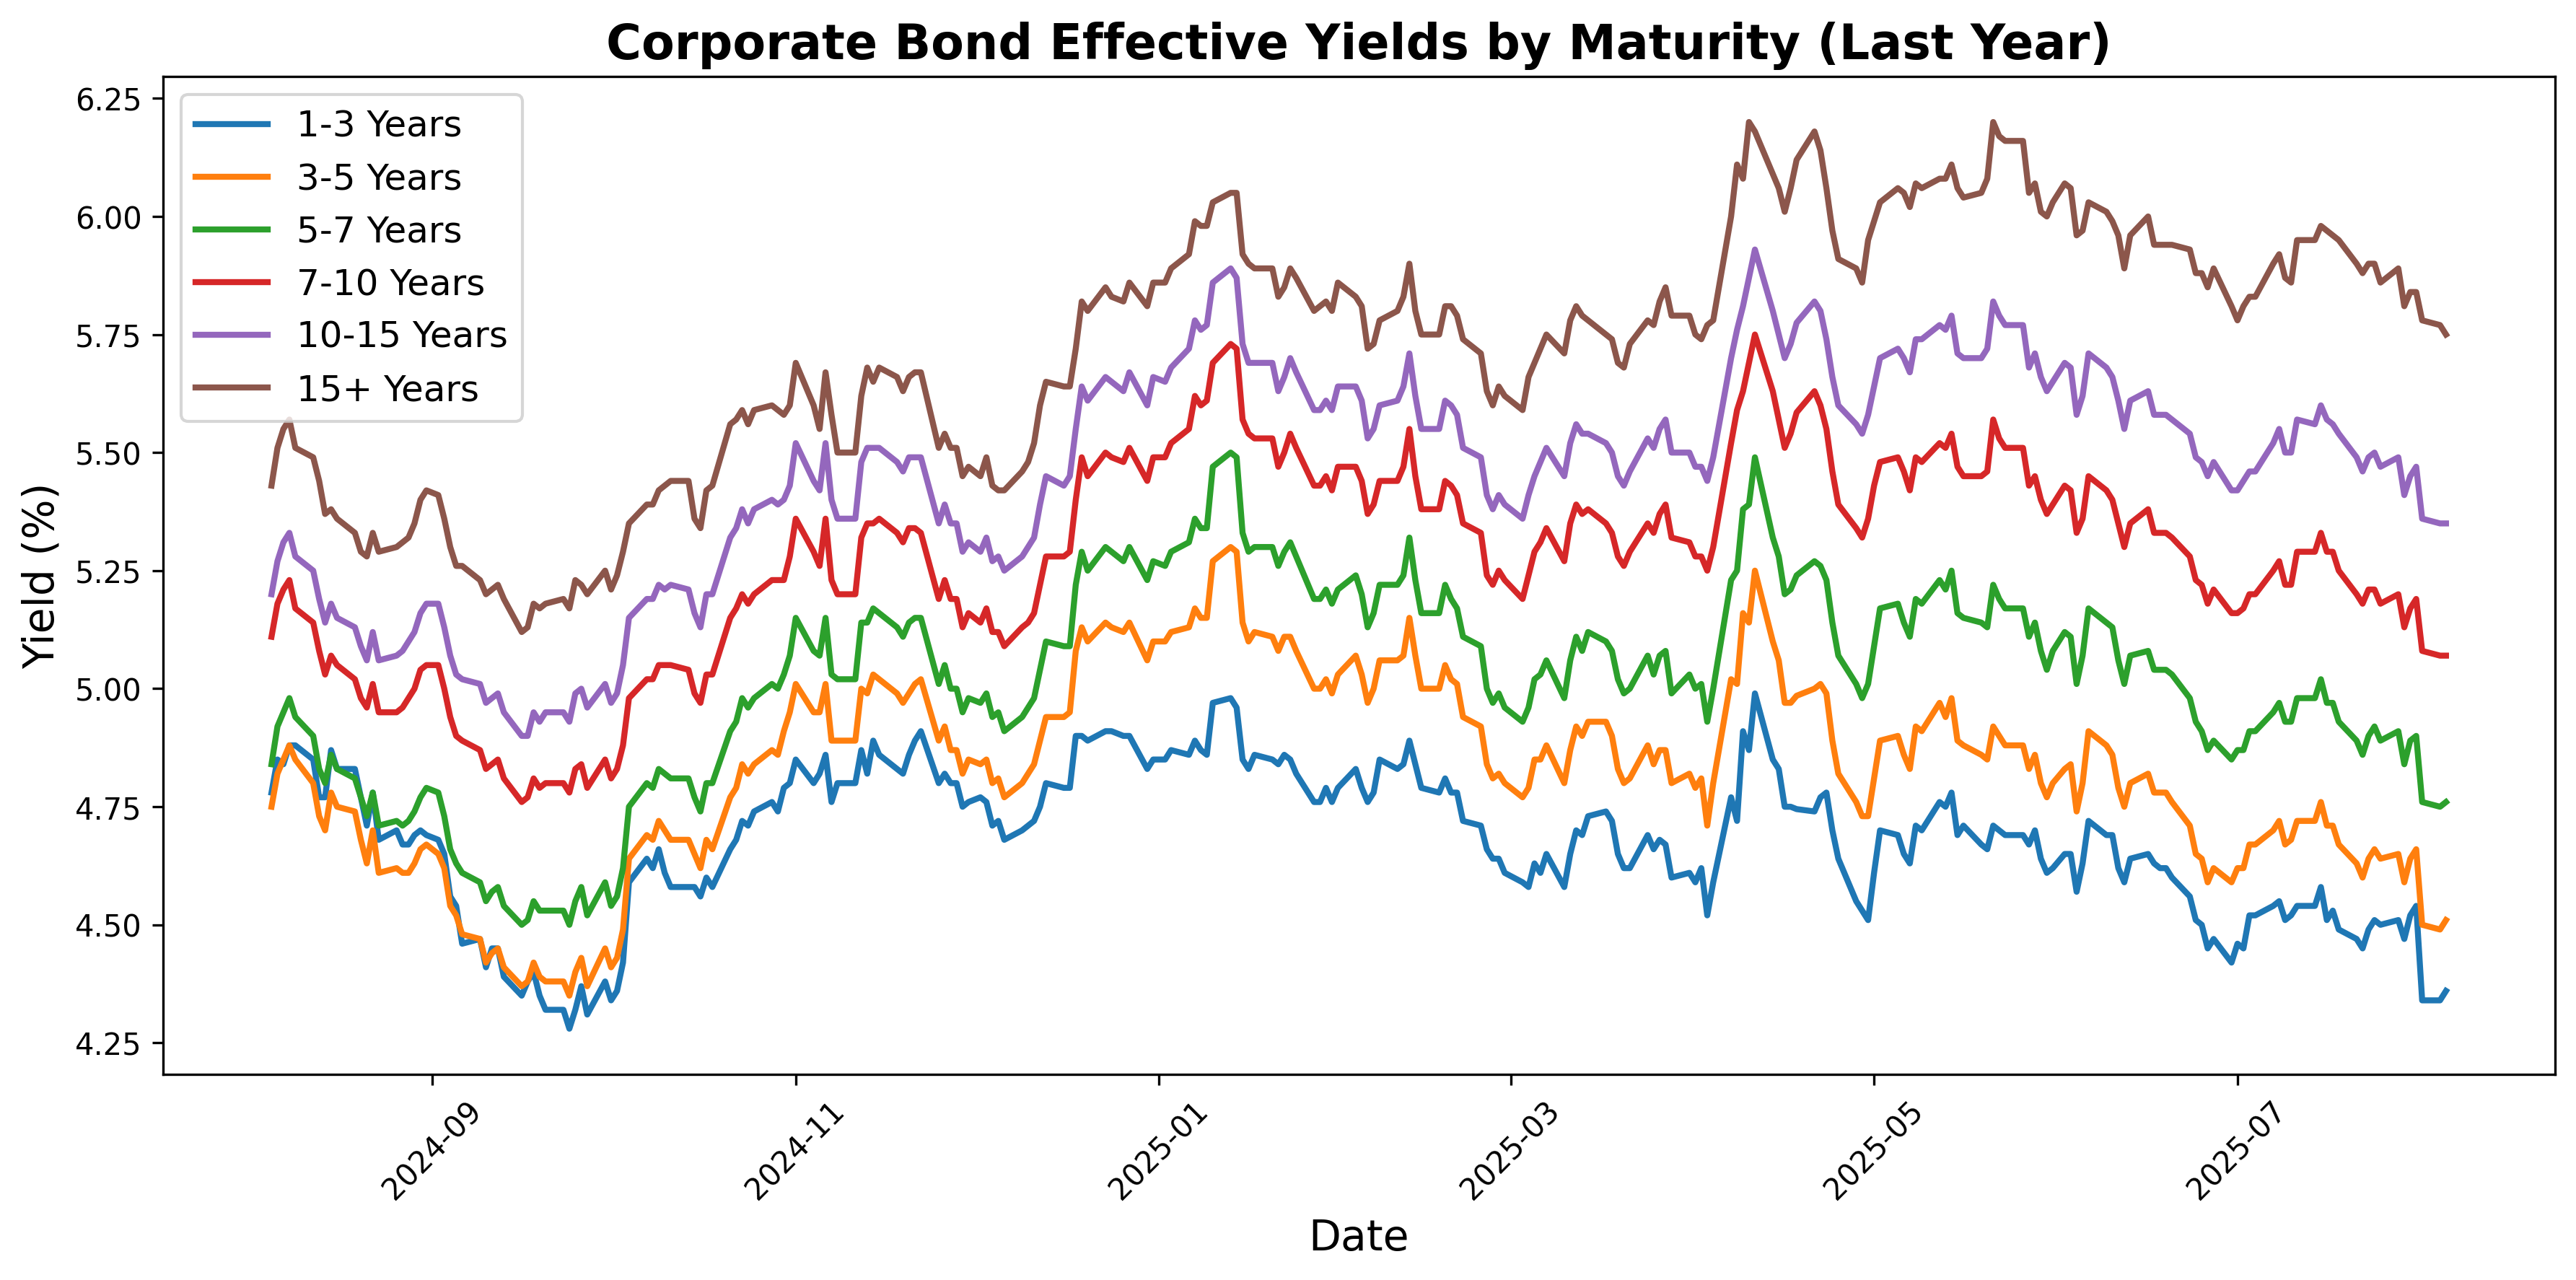 Corporate Bond Effective Yields by Maturity (Last Year)
6.25
6.00
5.75
5.50
5.25
5.00
4.75
4.50
4.25
Yield (%)
1-3 Years
3-5 Years
5-7 Years
7-10 Years
10-15 Years
15+ Years
2024-09
2024-11
2025-01
2025-03
2025-05
2025-07
Date